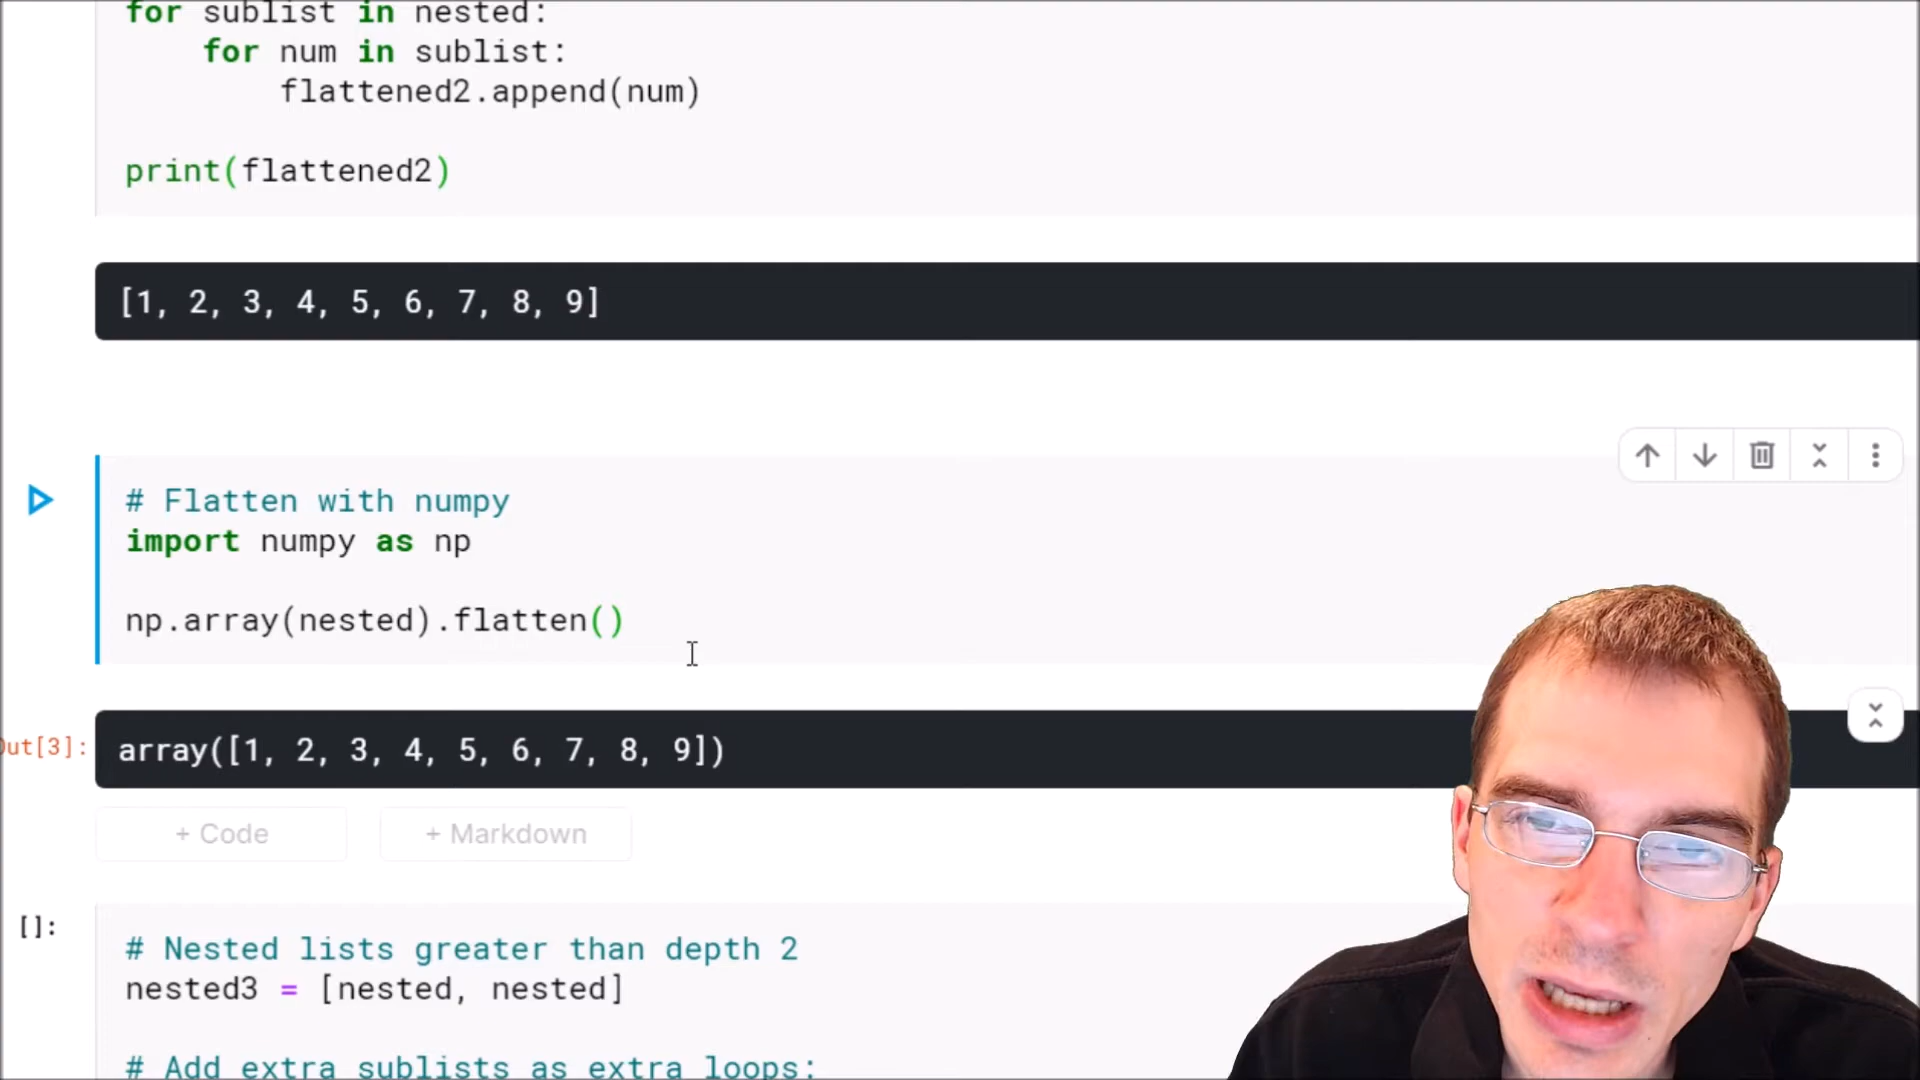 for sublist in nested:
for num in sublist:
flattened2.append(num)
print(flattened2)
[1, 2, 3, 4, 5, 6, 7, 8, 9]
# Flatten with numpy
import numpy as np
np.array(nested).flatten()
Out[3]:
array([1, 2, 3, 4, 5, 6, 7, 8, 9])
+ Code
+ Markdown
[]:
# Nested lists greater than depth 2
nested3 = [nested, nested]
# Add extra sublists as extra loops: